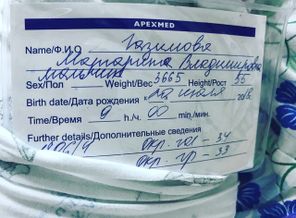 APEXMED
Name/Ф.И.О Газимова
Маргарита Владимировна
мальчик
Sex/Пол Weight/Вес 3665 Height/Рост 55
Birth date/Дата рождения июля
Time/Время 9 h./ч. 00 min./мин.
Further details/Дополнительные сведения
окр. гол - 34
окр. гр - 33